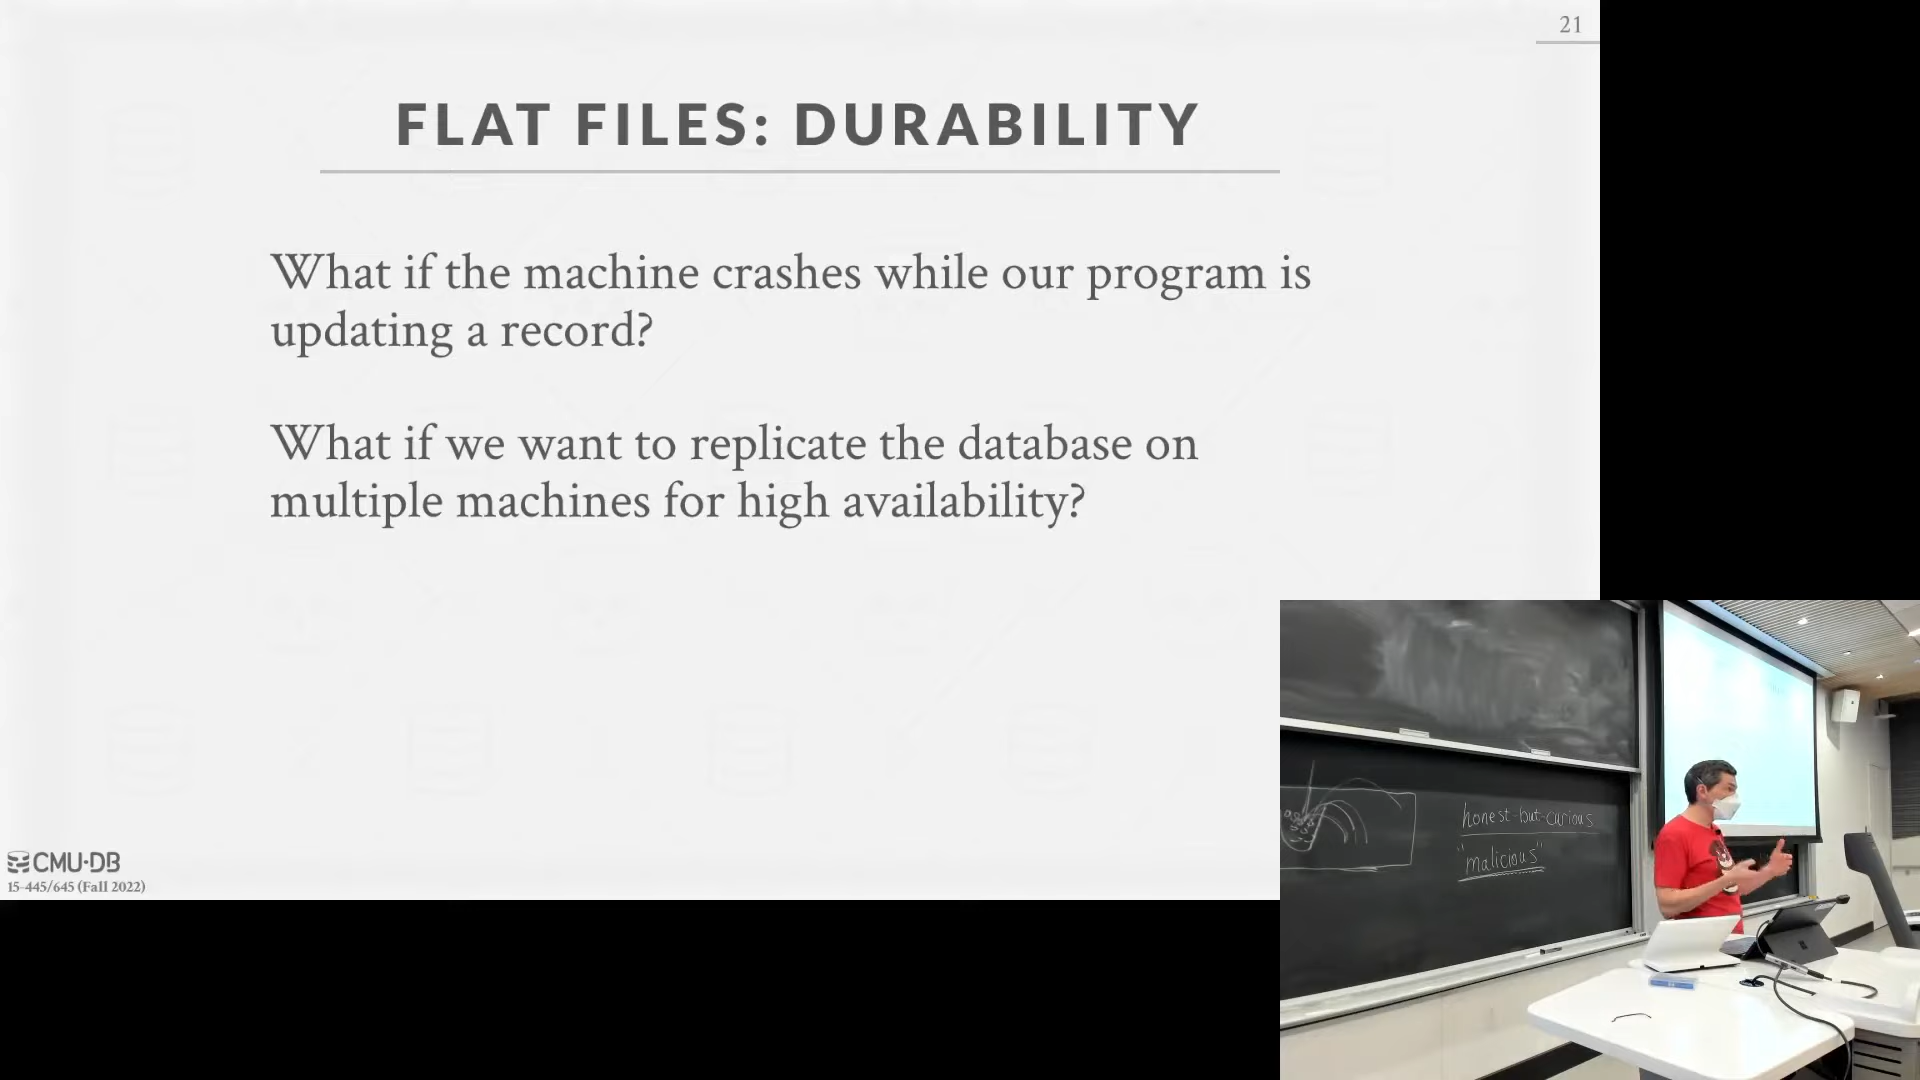 21
FLAT FILES: DURABILITY
What if the machine crashes while our program is
updating a record?
What if we want to replicate the database on
multiple machines for high availability?
CMU·DB
15-445/645 (Fall 2022)
honest-but-curious
"malicious"